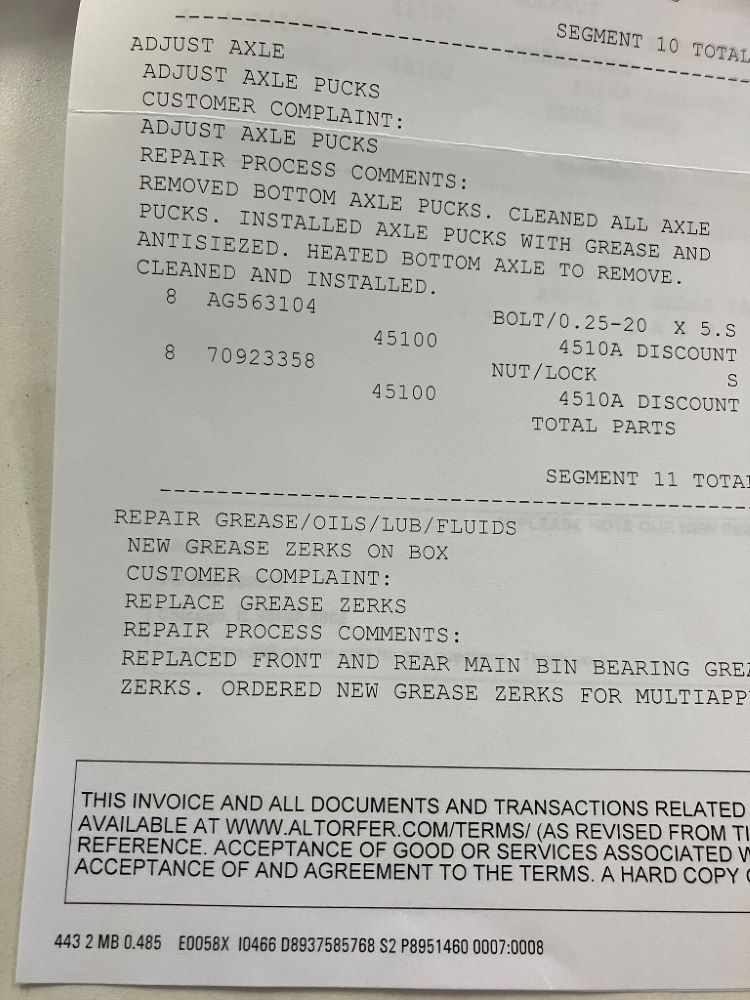 SEGMENT 10 TOTAL
ADJUST AXLE
ADJUST AXLE PUCKS
CUSTOMER COMPLAINT:
ADJUST AXLE PUCKS
REPAIR PROCESS COMMENTS:
REMOVED BOTTOM AXLE PUCKS. CLEANED ALL AXLE
PUCKS. INSTALLED AXLE PUCKS WITH GREASE AND
ANTISIEZED. HEATED BOTTOM AXLE TO REMOVE.
CLEANED AND INSTALLED.
8 AG563104 BOLT/0.25-20 X 5.S
45100 4510A DISCOUNT
8 70923358 NUT/LOCK S
45100 4510A DISCOUNT
TOTAL PARTS
SEGMENT 11 TOTA
REPAIR GREASE/OILS/LUB/FLUIDS
NEW GREASE ZERKS ON BOX
CUSTOMER COMPLAINT:
REPLACE GREASE ZERKS
REPAIR PROCESS COMMENTS:
REPLACED FRONT AND REAR MAIN BIN BEARING GREA
ZERKS. ORDERED NEW GREASE ZERKS FOR MULTIAPP
THIS INVOICE AND ALL DOCUMENTS AND TRANSACTIONS RELATED
AVAILABLE AT WWW.ALTORFER.COM/TERMS/ (AS REVISED FROM TI
REFERENCE. ACCEPTANCE OF GOOD OR SERVICES ASSOCIATED W
ACCEPTANCE OF AND AGREEMENT TO THE TERMS. A HARD COPY
443 2 MB 0.485 E0058X I0466 D8937585768 S2 P8951460 0007:0008